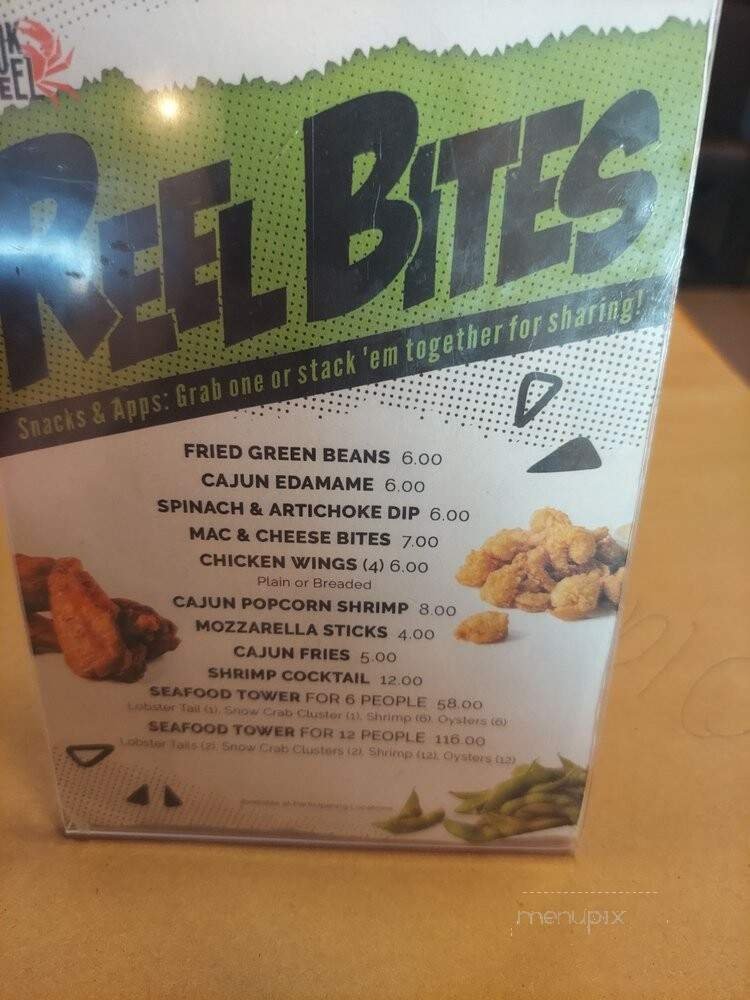 REEL BITES
Snacks & Apps: Grab one or stack 'em together for sharing!
FRIED GREEN BEANS 6.00
CAJUN EDAMAME 6.00
SPINACH & ARTICHOKE DIP 6.00
MAC & CHEESE BITES 7.00
CHICKEN WINGS (4) 6.00
Plain or Breaded
CAJUN POPCORN SHRIMP 8.00
MOZZARELLA STICKS 4.00
CAJUN FRIES 5.00
SHRIMP COCKTAIL 12.00
SEAFOOD TOWER FOR 6 PEOPLE 58.00
Lobster Tail (1), Snow Crab Cluster (1), Shrimp (6), Oysters (6)
SEAFOOD TOWER FOR 12 PEOPLE 116.00
Lobster Tails (2), Snow Crab Clusters (2), Shrimp (12), Oysters (12)
Available at Participating Locations
menupix